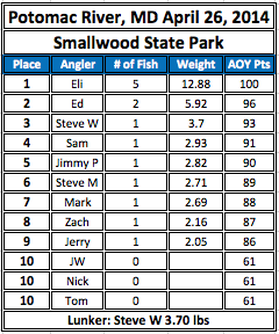 Potomac River, MD April 26, 2014
Smallwood State Park
Place Angler # of Fish Weight AOY Pts
1 Eli 5 12.88 100
2 Ed 2 5.92 96
3 Steve W 1 3.7 93
4 Sam 1 2.93 91
5 Jimmy P 1 2.82 90
6 Steve M 1 2.71 89
7 Mark 1 2.69 88
8 Zach 1 2.16 87
9 Jerry 1 2.05 86
10 JW 0 61
10 Nick 0 61
10 Tom 0 61
Lunker: Steve W 3.70 lbs